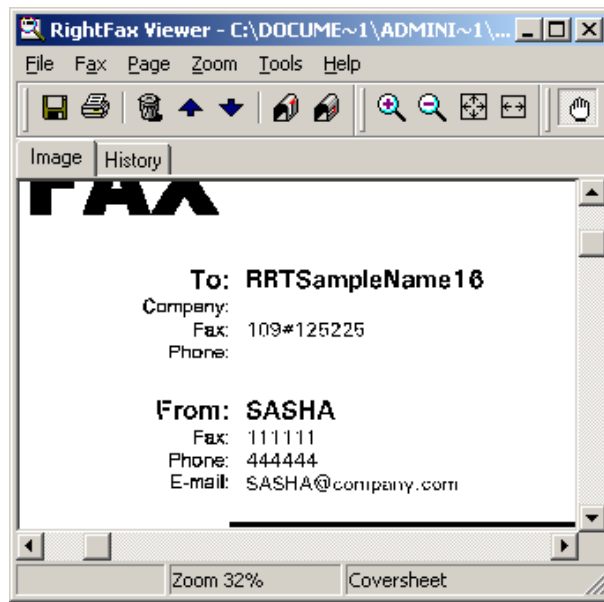 RightFax Viewer - C:\DOCUME~1\ADMINI~1\...
File Fax Page Zoom Tools Help
Image History
FAX
To: RRTSampleName16
Company:
Fax: 109#125225
Phone:
From: SASHA
Fax: 111111
Phone: 444444
E-mail: SASHA@company.com
Zoom 32% Coversheet